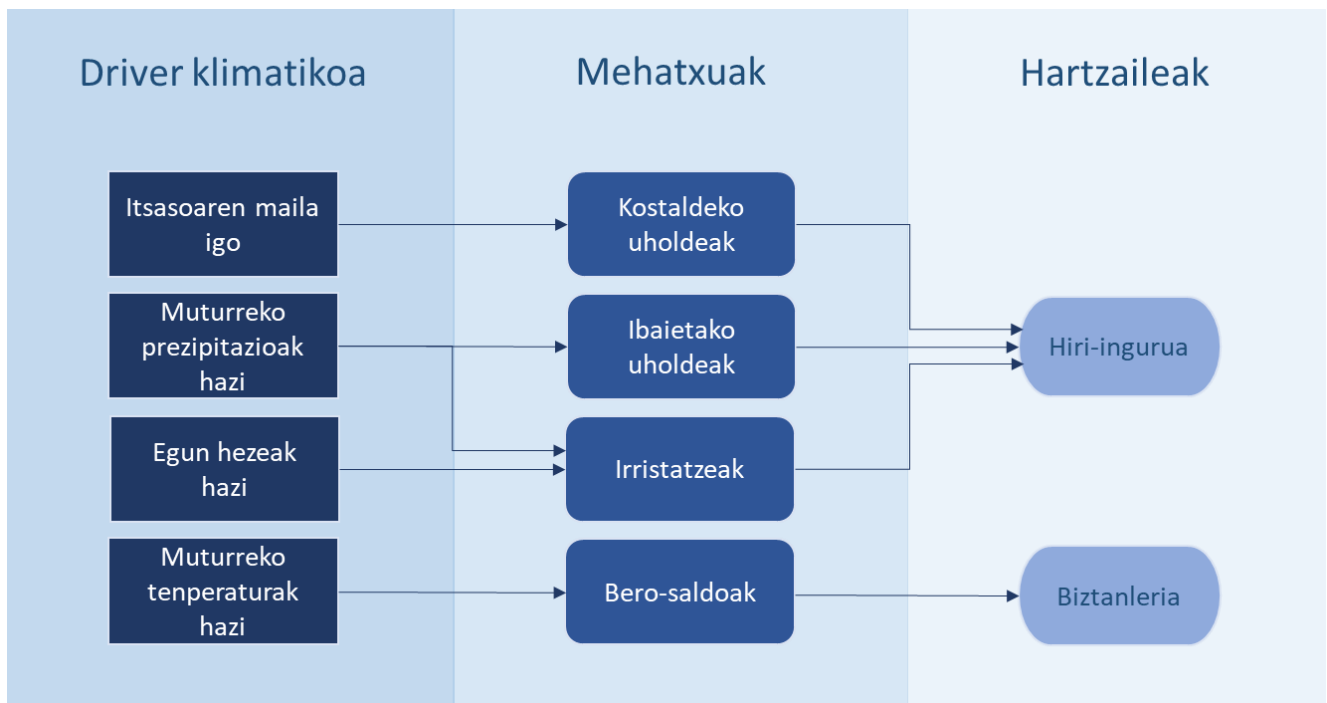 Driver klimatikoa
Mehatxuak
Hartzaileak
Itsasoaren maila
igo
Kostaldeko
uholdeak
Muturreko
prezipitazioak
hazi
Ibaietako
uholdeak
Hiri-ingurua
Egun hezeak
hazi
Irristatzeak
Muturreko
tenperaturak
hazi
Bero-saldoak
Biztanleria